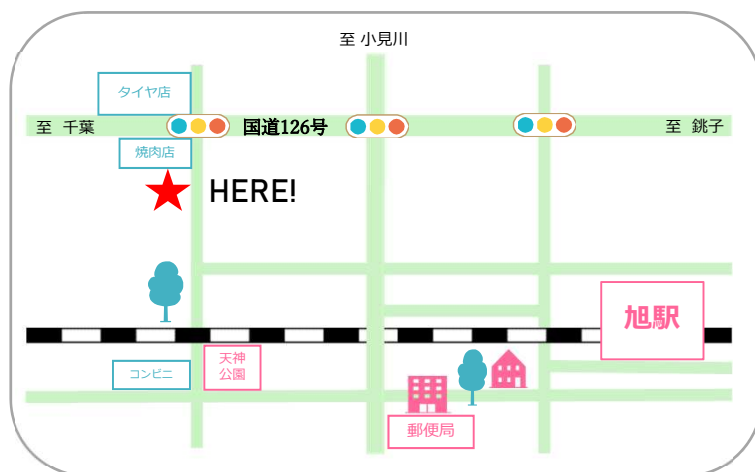 至 小見川
タイヤ店
至 千葉
国道126号
至 銚子
焼肉店
HERE!
旭駅
天神
公園
コンビニ
郵便局